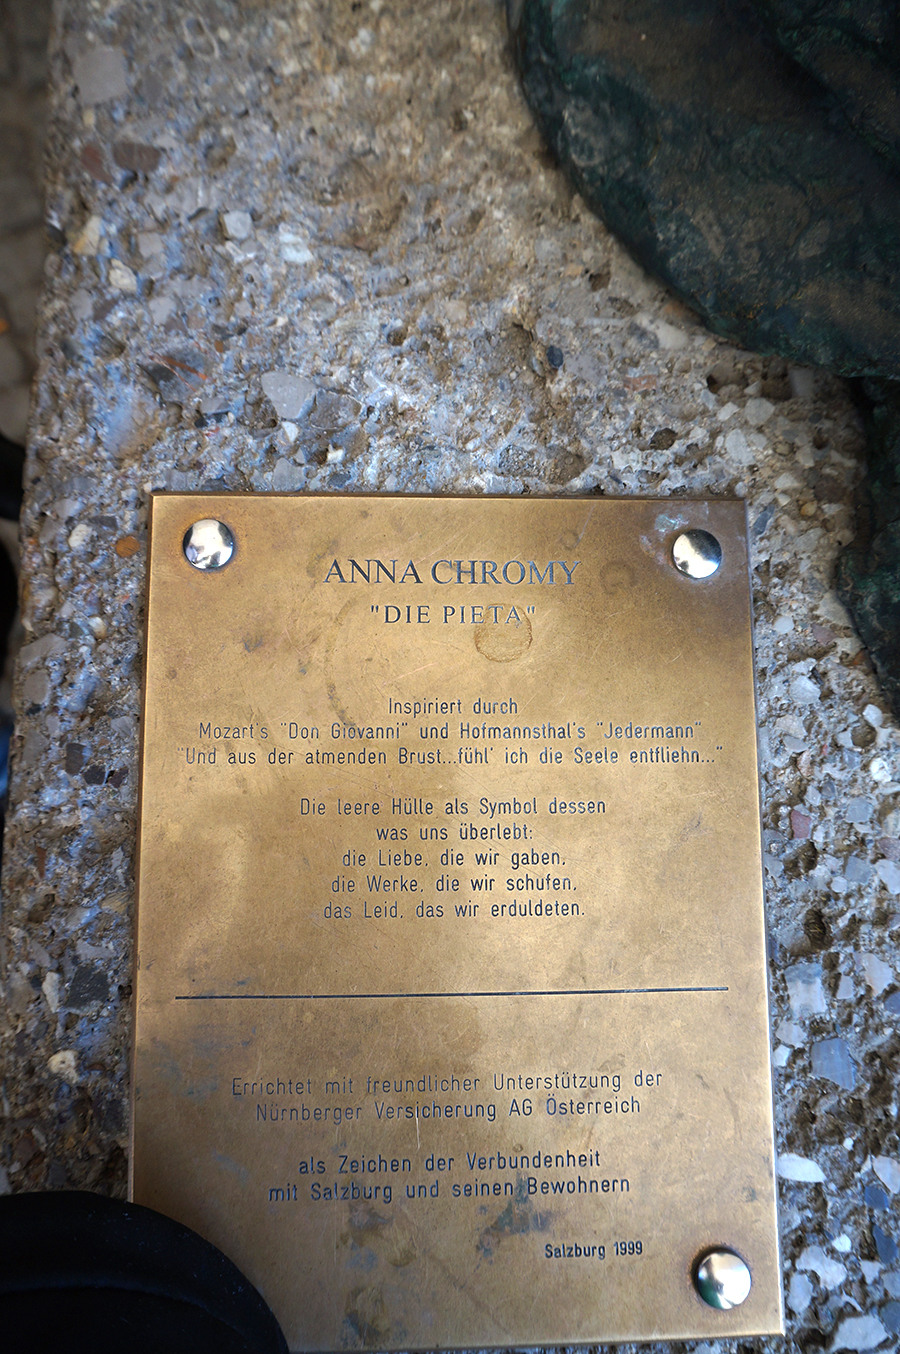 ANNA CHROMY
"DIE PIETA"
Inspiriert durch
Mozart's "Don Giovanni" und Hofmannsthal's "Jedermann"
"Und aus der atmenden Brust...fühl' ich die Seele entfliehn..."
Die leere Hülle als Symbol dessen
was uns überlebt:
die Liebe, die wir gaben,
die Werke, die wir schufen,
das Leid, das wir erduldeten.
Errichtet mit freundlicher Unterstützung der
Nürnberger Versicherung AG Österreich
als Zeichen der Verbundenheit
mit Salzburg und seinen Bewohnern
Salzburg 1999